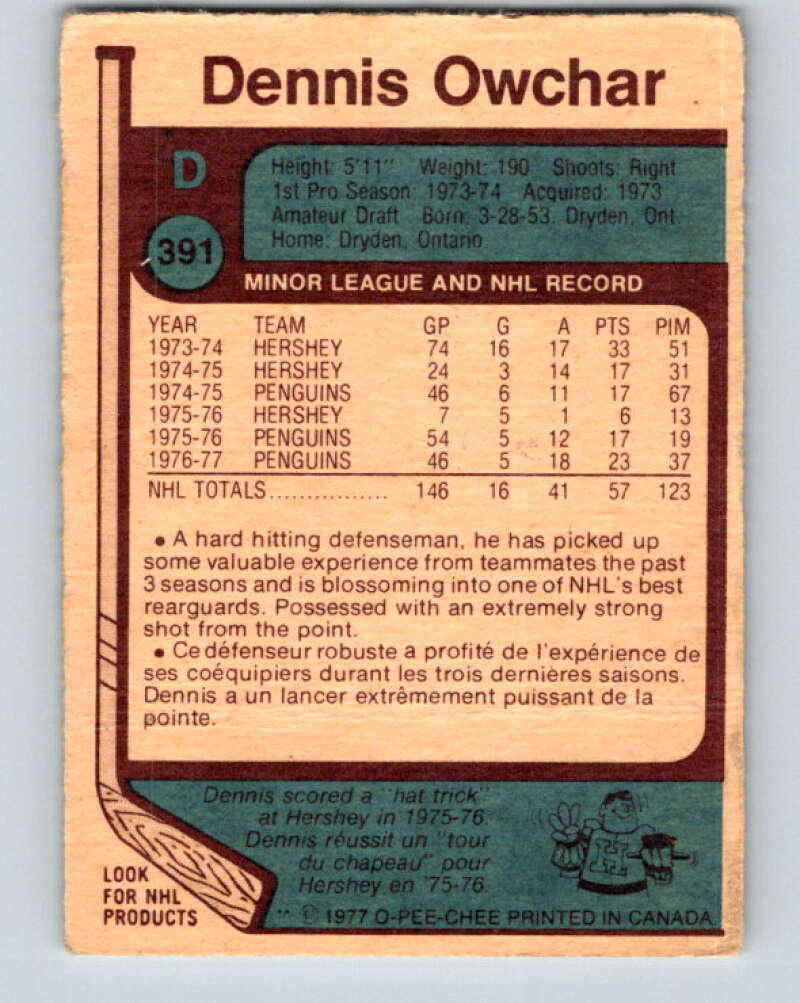 Dennis Owchar
D
391
Height: 5'11" Weight: 190 Shoots: Right
1st Pro Season: 1973-74 Acquired: 1973
Amateur Draft Born: 3-28-53. Dryden, Ont.
Home: Dryden, Ontario
MINOR LEAGUE AND NHL RECORD
YEAR TEAM GP G A PTS PIM
1973-74 HERSHEY 74 16 17 33 51
1974-75 HERSHEY 24 3 14 17 31
1974-75 PENGUINS 46 6 11 17 67
1975-76 HERSHEY 7 5 1 6 13
1975-76 PENGUINS 54 5 12 17 19
1976-77 PENGUINS 46 5 18 23 37
NHL TOTALS................ 146 16 41 57 123
• A hard hitting defenseman, he has picked up
some valuable experience from teammates the past
3 seasons and is blossoming into one of NHL's best
rearguards. Possessed with an extremely strong
shot from the point.
• Ce défenseur robuste a profité de l'expérience de
ses coéquipiers durant les trois dernières saisons.
Dennis a un lancer extrêmement puissant de la
pointe.
Dennis scored a "hat trick"
at Hershey in 1975-76.
Dennis réussit un "tour
du chapeau" pour
Hershey en '75-76.
LOOK
FOR NHL
PRODUCTS
** © 1977 O-PEE-CHEE PRINTED IN CANADA